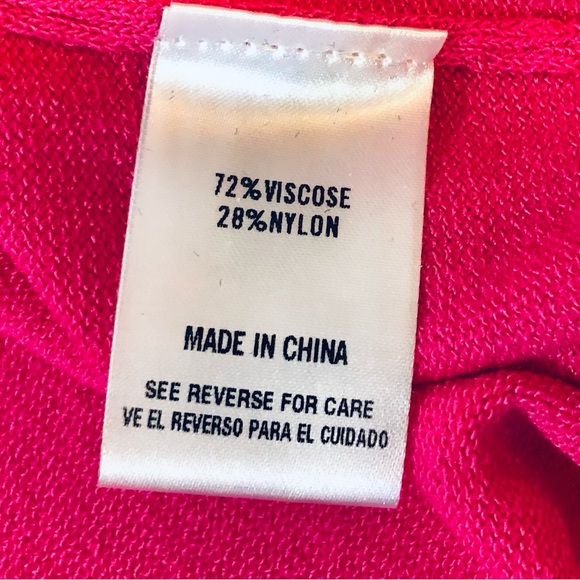 72%VISCOSE
28%NYLON
MADE IN CHINA
SEE REVERSE FOR CARE
VE EL REVERSO PARA EL CUIDADO